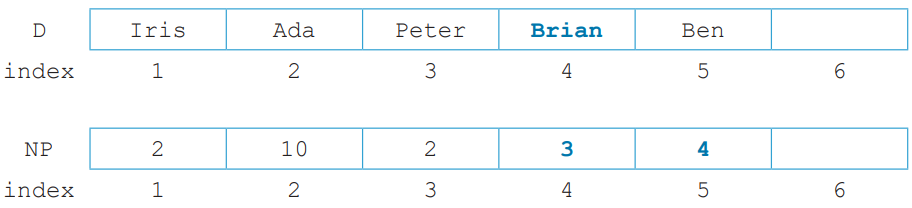 D Iris Ada Peter Brian Ben
index 1 2 3 4 5 6
NP 2 10 2 3 4
index 1 2 3 4 5 6